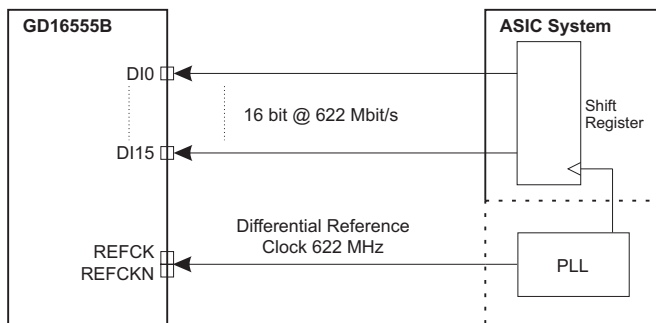 GD16555B
ASIC System
DI0
16 bit @ 622 Mbit/s
Shift
Register
DI15
Differential Reference
Clock 622 MHz
REFCK
REFCKN
PLL